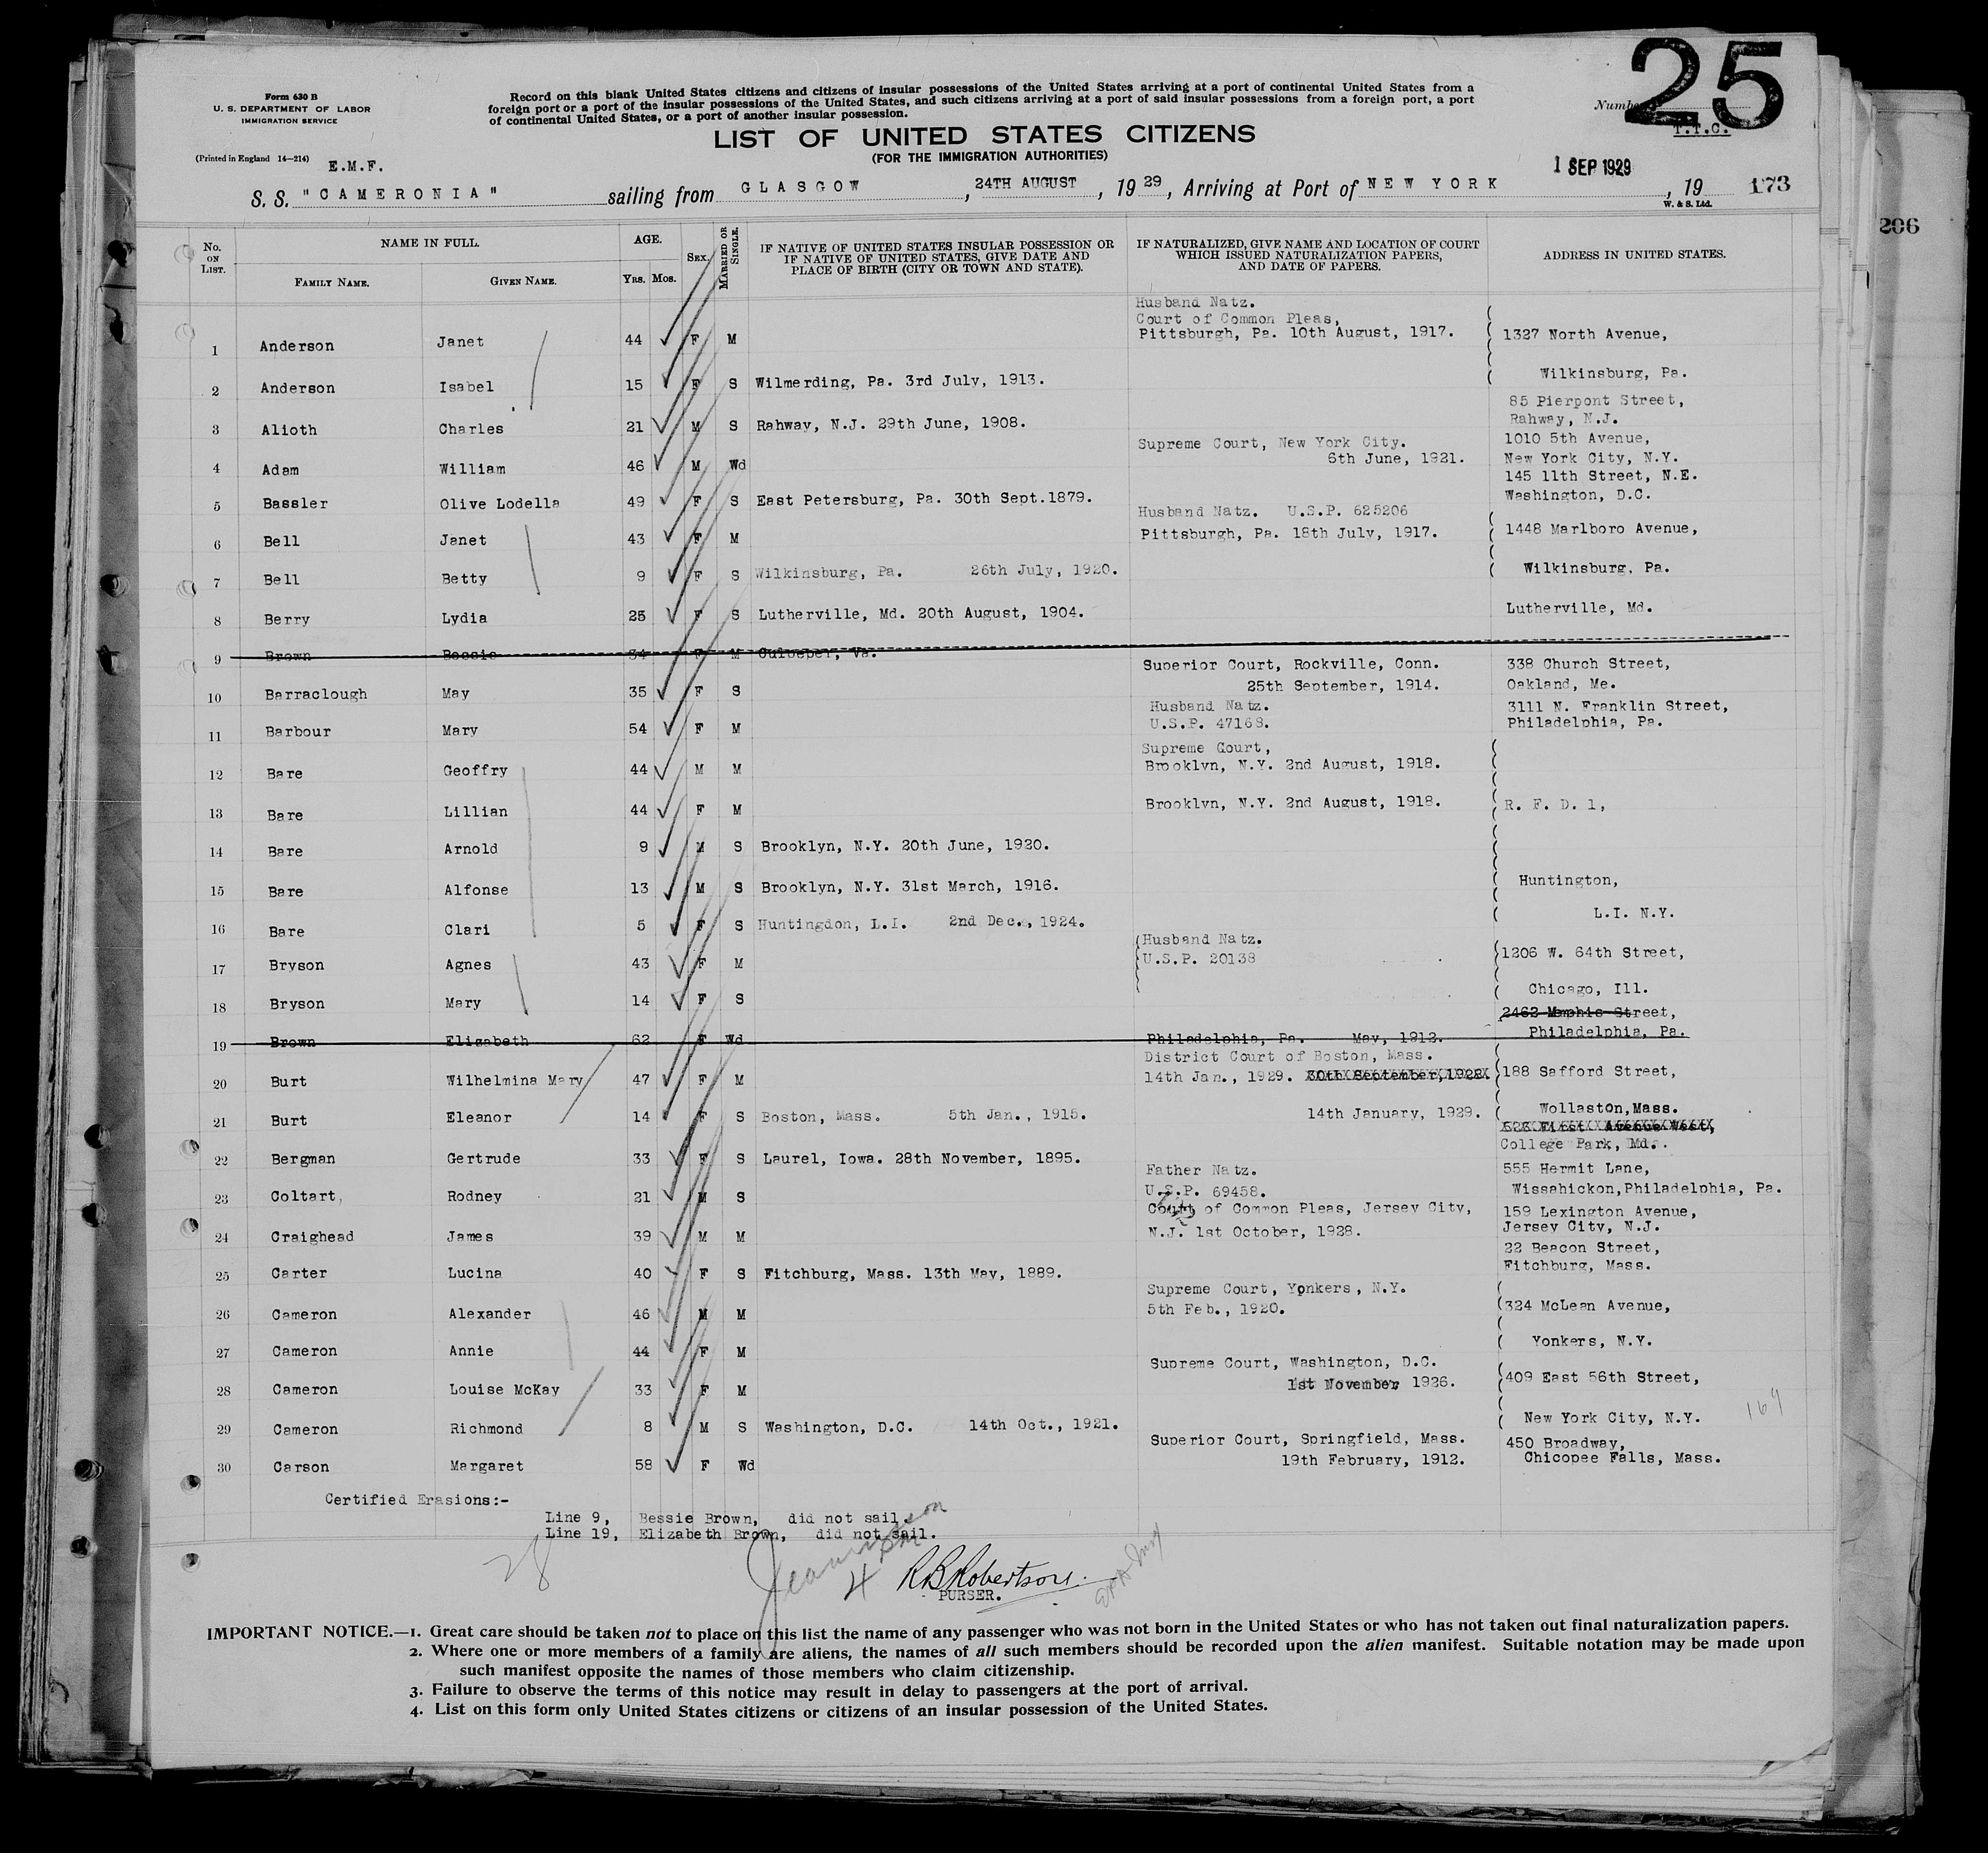 25
Form 630 B
U. S. DEPARTMENT OF LABOR
IMMIGRATION SERVICE
(Printed in England 14—214)
E.M.F.
Record on this blank United States citizens and citizens of insular possessions of the United States arriving at a port of continental United States from a
foreign port or a port of the insular possessions of the United States, and such citizens arriving at a port of said insular possessions from a foreign port, a port
of continental United States, or a port of another insular possession.
LIST OF UNITED STATES CITIZENS
(FOR THE IMMIGRATION AUTHORITIES)
T.T.C.
1 SEP 1929
S. S. "CAMERONIA" sailing from GLASGOW, 24TH AUGUST, 19 29, Arriving at Port of NEW YORK, 19 173
W. & S. Ltd.
206
No. ON LIST. NAME IN FULL. AGE. SEX. MARRIED OR SINGLE. IF NATIVE OF UNITED STATES INSULAR POSSESSION OR IF NATIVE OF UNITED STATES, GIVE DATE AND PLACE OF BIRTH (CITY OR TOWN AND STATE). IF NATURALIZED, GIVE NAME AND LOCATION OF COURT WHICH ISSUED NATURALIZATION PAPERS, AND DATE OF PAPERS. ADDRESS IN UNITED STATES.
FAMILY NAME. GIVEN NAME. YRS. MOS.
Husband Natz.
Court of Common Pleas,
1 Anderson Janet 44 F M Pittsburgh, Pa. 10th August, 1917. 1327 North Avenue,
Wilkinsburg, Pa.
2 Anderson Isabel 15 F S Wilmerding, Pa. 3rd July, 1913.
85 Pierpont Street,
3 Alioth Charles 21 M S Rahway, N.J. 29th June, 1908. Rahway, N.J.
Supreme Court, New York City. 1010 5th Avenue,
4 Adam William 46 M Wd 6th June, 1921. New York City, N.Y.
145 11th Street, N.E.
5 Bassler Olive Lodella 49 F S East Petersburg, Pa. 30th Sept.1879. Washington, D.C.
Husband Natz. U.S.P. 625206
6 Bell Janet 43 F M Pittsburgh, Pa. 18th July, 1917. 1448 Marlboro Avenue,
7 Bell Betty 9 F S Wilkinsburg, Pa. 26th July, 1920. Wilkinsburg, Pa.
8 Berry Lydia 25 F S Lutherville, Md. 20th August, 1904. Lutherville, Md.
9 Brown Bessie 34 F M Culpeper, Va.
Superior Court, Rockville, Conn. 338 Church Street,
10 Barraclough May 35 F S 25th September, 1914. Oakland, Me.
Husband Natz. 3111 N. Franklin Street,
11 Barbour Mary 54 F M U.S.P. 47168. Philadelphia, Pa.
Supreme Court,
12 Bare Geoffry 44 M M Brooklyn, N.Y. 2nd August, 1918.
13 Bare Lillian 44 F M Brooklyn, N.Y. 2nd August, 1918. R. F. D. 1,
14 Bare Arnold 9 M S Brooklyn, N.Y. 20th June, 1920.
15 Bare Alfonse 13 M S Brooklyn, N.Y. 31st March, 1916. Huntington,
L.I. N.Y.
16 Bare Clari 5 F S Huntingdon, L.I. 2nd Dec., 1924.
Husband Natz.
17 Bryson Agnes 43 F M U.S.P. 20138 1206 W. 64th Street,
Chicago, Ill.
18 Bryson Mary 14 F S
2462 Memphis Street,
19 Brown Elizabeth 62 F Wd Philadelphia, Pa. May, 1912. Philadelphia, Pa.
District Court of Boston, Mass.
20 Burt Wilhelmina Mary 47 F M 14th Jan., 1929. 30th September, 1928. 188 Safford Street,
21 Burt Eleanor 14 F S Boston, Mass. 5th Jan., 1915. 14th January, 1929. Wollaston, Mass.
College Park, Md.
22 Bergman Gertrude 33 F S Laurel, Iowa. 28th November, 1895.
Father Natz. 555 Hermit Lane,
23 Coltart, Rodney 21 M S U.S.P. 69458. Wissahickon, Philadelphia, Pa.
Court of Common Pleas, Jersey City, 159 Lexington Avenue,
24 Craighead James 39 M M N.J. 1st October, 1928. Jersey City, N.J.
22 Beacon Street,
25 Carter Lucina 40 F S Fitchburg, Mass. 13th May, 1889. Fitchburg, Mass.
Supreme Court, Yonkers, N.Y.
26 Cameron Alexander 46 M M 5th Feb., 1920. 324 McLean Avenue,
27 Cameron Annie 44 F M Yonkers, N.Y.
Supreme Court, Washington, D.C.
28 Cameron Louise McKay 33 F M 1st November 1926. 409 East 56th Street,
169
29 Cameron Richmond 8 M S Washington, D.C. 14th Oct., 1921. New York City, N.Y.
Superior Court, Springfield, Mass. 450 Broadway,
30 Carson Margaret 58 F Wd 19th February, 1912. Chicopee Falls, Mass.
Certified Erasions:-
Line 9, Bessie Brown, did not sail.
Line 19, Elizabeth Brown, did not sail.
28
4
R B Robertson.
PURSER.
IMPORTANT NOTICE.—1. Great care should be taken not to place on this list the name of any passenger who was not born in the United States or who has not taken out final naturalization papers.
2. Where one or more members of a family are aliens, the names of all such members should be recorded upon the alien manifest. Suitable notation may be made upon
such manifest opposite the names of those members who claim citizenship.
3. Failure to observe the terms of this notice may result in delay to passengers at the port of arrival.
4. List on this form only United States citizens or citizens of an insular possession of the United States.